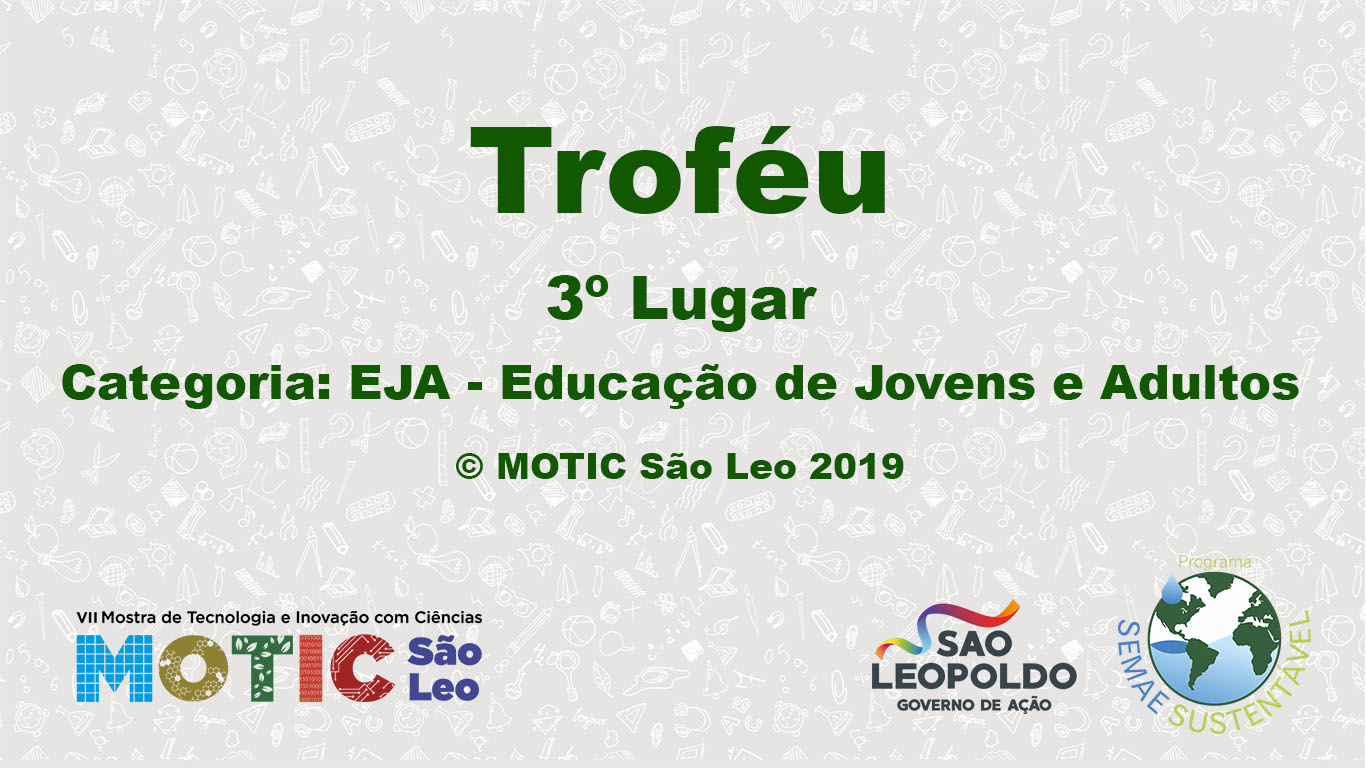 Troféu
3º Lugar
Categoria: EJA - Educação de Jovens e Adultos
© MOTIC São Leo 2019
VII Mostra de Tecnologia e Inovação com Ciências
MOTIC São Leo
SÃO LEOPOLDO
GOVERNO DE AÇÃO
Programa
SEMAE SUSTENTÁVEL